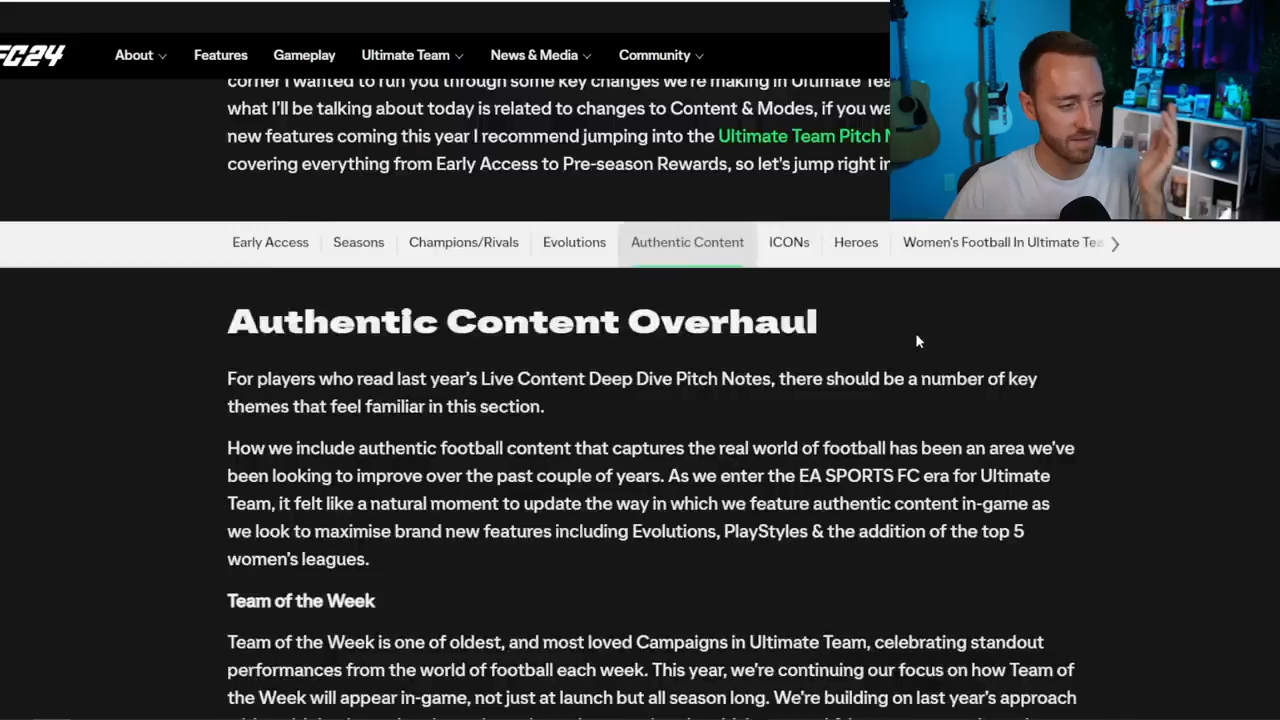 FC24 About Features Gameplay Ultimate Team News & Media Community
corner I wanted to run you through some key changes we're making in Ultimate Tea
what I'll be talking about today is related to changes to Content & Modes, if you wa
new features coming this year I recommend jumping into the Ultimate Team Pitch N
covering everything from Early Access to Pre-season Rewards, so let's jump right in
Early Access Seasons Champions/Rivals Evolutions Authentic Content ICONs Heroes Women's Football In Ultimate Tea
Authentic Content Overhaul
For players who read last year's Live Content Deep Dive Pitch Notes, there should be a number of key
themes that feel familiar in this section.
How we include authentic football content that captures the real world of football has been an area we've
been looking to improve over the past couple of years. As we enter the EA SPORTS FC era for Ultimate
Team, it felt like a natural moment to update the way in which we feature authentic content in-game as
we look to maximise brand new features including Evolutions, PlayStyles & the addition of the top 5
women's leagues.
Team of the Week
Team of the Week is one of oldest, and most loved Campaigns in Ultimate Team, celebrating standout
performances from the world of football each week. This year, we're continuing our focus on how Team of
the Week will appear in-game, not just at launch but all season long. We're building on last year's approach